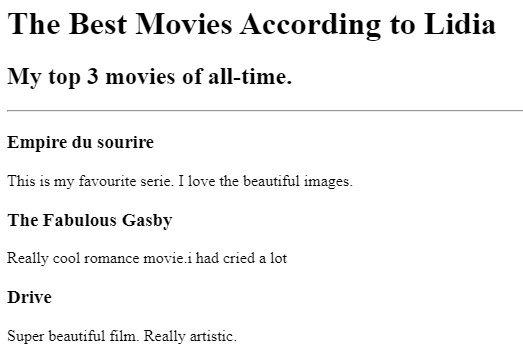 The Best Movies According to Lidia
My top 3 movies of all-time.
Empire du sourire
This is my favourite serie. I love the beautiful images.
The Fabulous Gasby
Really cool romance movie.i had cried a lot
Drive
Super beautiful film. Really artistic.